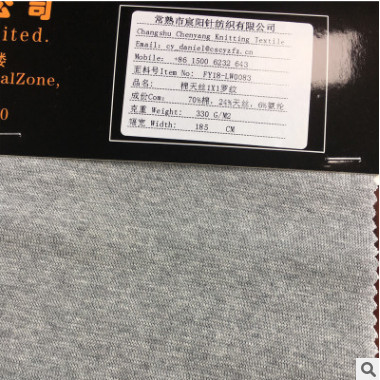 公司
ited.
楼
alZone,
0
常熟市宸阳针纺织有限公司
Changshu Chenyang Knitting Textile
Email: cy_daniel@cscyzfz.cn
Mobile: +86 1500 6232 643
面料号Item No: FY18-LW0083
品名: 棉天丝1X1罗纹
成份Com: 70%棉, 24%天丝, 6%氨纶
克重 Weight: 330 G/M2
幅宽 Width: 185 CM